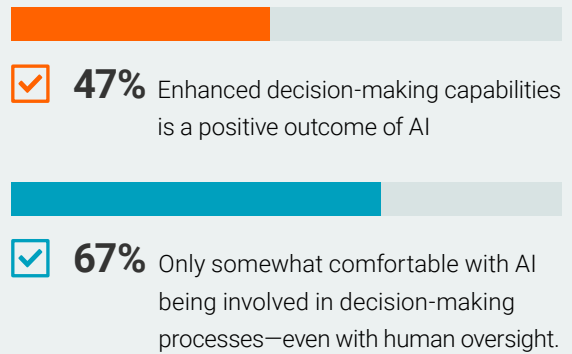 47% Enhanced decision-making capabilities
is a positive outcome of AI
67% Only somewhat comfortable with AI
being involved in decision-making
processes—even with human oversight.